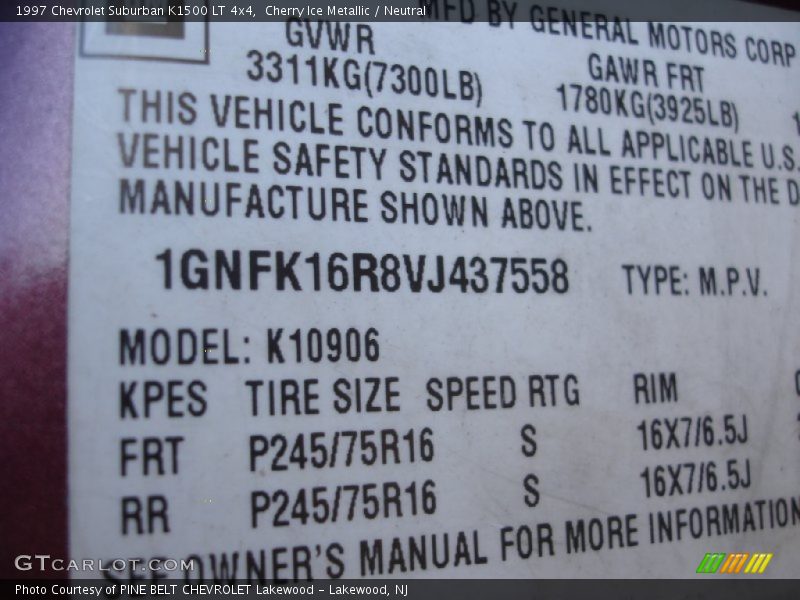 1997 Chevrolet Suburban K1500 LT 4x4, Cherry Ice Metallic / Neutral
MFD BY GENERAL MOTORS CORP
GVWR GAWR FRT
3311KG(7300LB) 1780KG(3925LB)
THIS VEHICLE CONFORMS TO ALL APPLICABLE U.S.
VEHICLE SAFETY STANDARDS IN EFFECT ON THE D
MANUFACTURE SHOWN ABOVE.
1GNFK16R8VJ437558 TYPE: M.P.V.
MODEL: K10906
KPES TIRE SIZE SPEED RTG RIM
FRT P245/75R16 S 16X7/6.5J
RR P245/75R16 S 16X7/6.5J
SEE OWNER'S MANUAL FOR MORE INFORMATION
GTcarlot.com
Photo Courtesy of PINE BELT CHEVROLET Lakewood - Lakewood, NJ